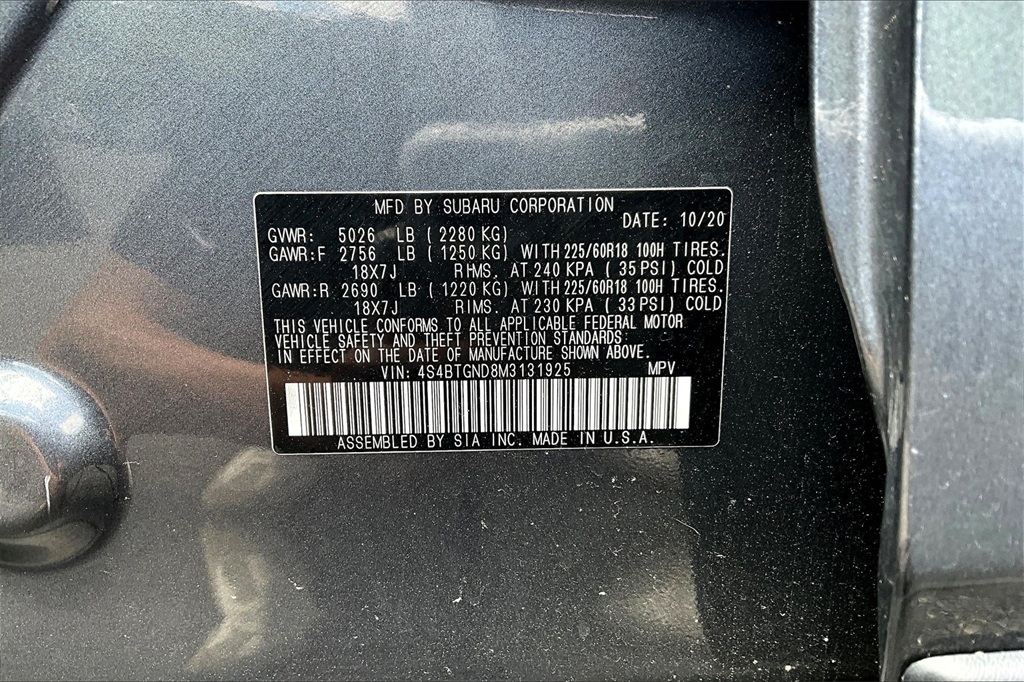 MFD BY SUBARU CORPORATION
DATE: 10/20
GVWR: 5026 LB ( 2280 KG)
GAWR:F 2756 LB ( 1250 KG) WITH 225/60R18 100H TIRES.
18X7J RIMS. AT 240 KPA ( 35 PSI) COLD
GAWR:R 2690 LB ( 1220 KG) WITH 225/60R18 100H TIRES.
18X7J RIMS. AT 230 KPA ( 33 PSI) COLD
THIS VEHICLE CONFORMS TO ALL APPLICABLE FEDERAL MOTOR
VEHICLE SAFETY AND THEFT PREVENTION STANDARDS
IN EFFECT ON THE DATE OF MANUFACTURE SHOWN ABOVE.
VIN: 4S4BTGND8M3131925 MPV
ASSEMBLED BY SIA INC. MADE IN U.S.A.